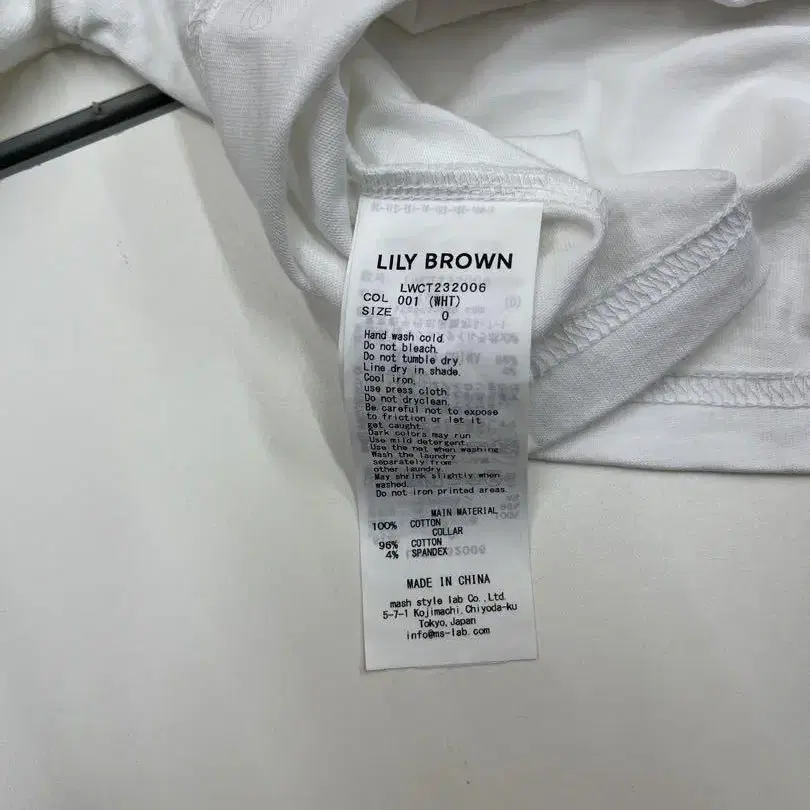 LILY BROWN
LWCT232006
COL 001 (WHT)
SIZE 0
Hand wash cold.
Do not bleach.
Do not tumble dry.
Line dry in shade.
Cool iron.
use press cloth.
Do not dryclean.
Be careful not to expose
to friction or let it
get caught.
Dark colors may run
Use mild detergent.
Use the net when washing
Wash the laundry
separately from
other laundry.
May shrink slightly when
washed.
Do not iron printed areas.
MAIN MATERIAL
100% COTTON
COLLAR
96% COTTON
4% SPANDEX
MADE IN CHINA
mash style lab Co.,Ltd.
5-7-1 Kojimachi,Chiyoda-ku
Tokyo,Japan
info@ms-lab.com